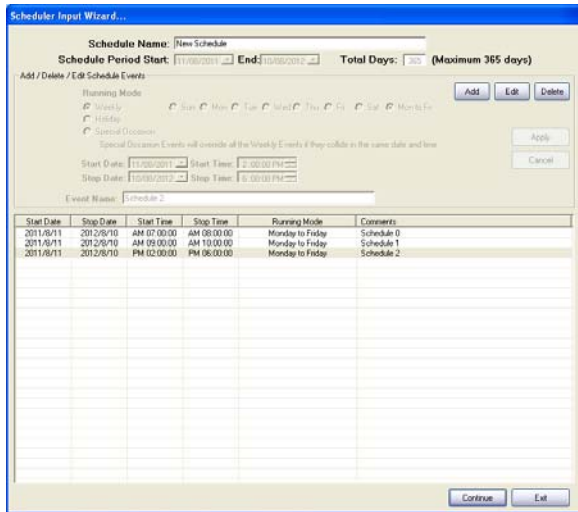 Scheduler Input Wizard...
Schedule Name: New Schedule
Schedule Period Start: 11/08/2011 End: 10/08/2012 Total Days: 365 (Maximum 365 days)
Add / Delete / Edit Schedule Events
Add Edit Delete
Running Mode
Weekly Sun Mon Tue Wed Thu Fri Sat Mon to Fri
Holiday
Special Occasion
Special Occasion Events will override all the Weekly Events if they collide in the same date and time
Apply
Start Date: 11/08/2011 Start Time: 2:00:00 PM
Cancel
Stop Date: 10/08/2012 Stop Time: 6:00:00 PM
Event Name: Schedule 2
Start Date Stop Date Start Time Stop Time Running Mode Comments
2011/8/11 2012/8/10 AM 07:00:00 AM 08:00:00 Monday to Friday Schedule 0
2011/8/11 2012/8/10 AM 09:00:00 AM 10:00:00 Monday to Friday Schedule 1
2011/8/11 2012/8/10 PM 02:00:00 PM 06:00:00 Monday to Friday Schedule 2
Continue Exit